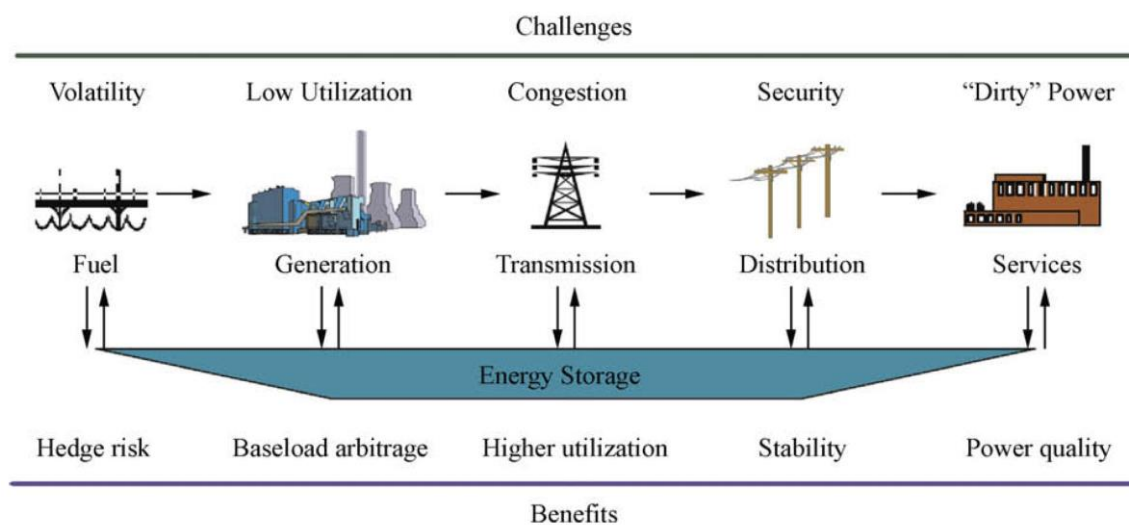 Challenges
Volatility Low Utilization Congestion Security “Dirty” Power
Fuel Generation Transmission Distribution Services
Energy Storage
Hedge risk Baseload arbitrage Higher utilization Stability Power quality
Benefits